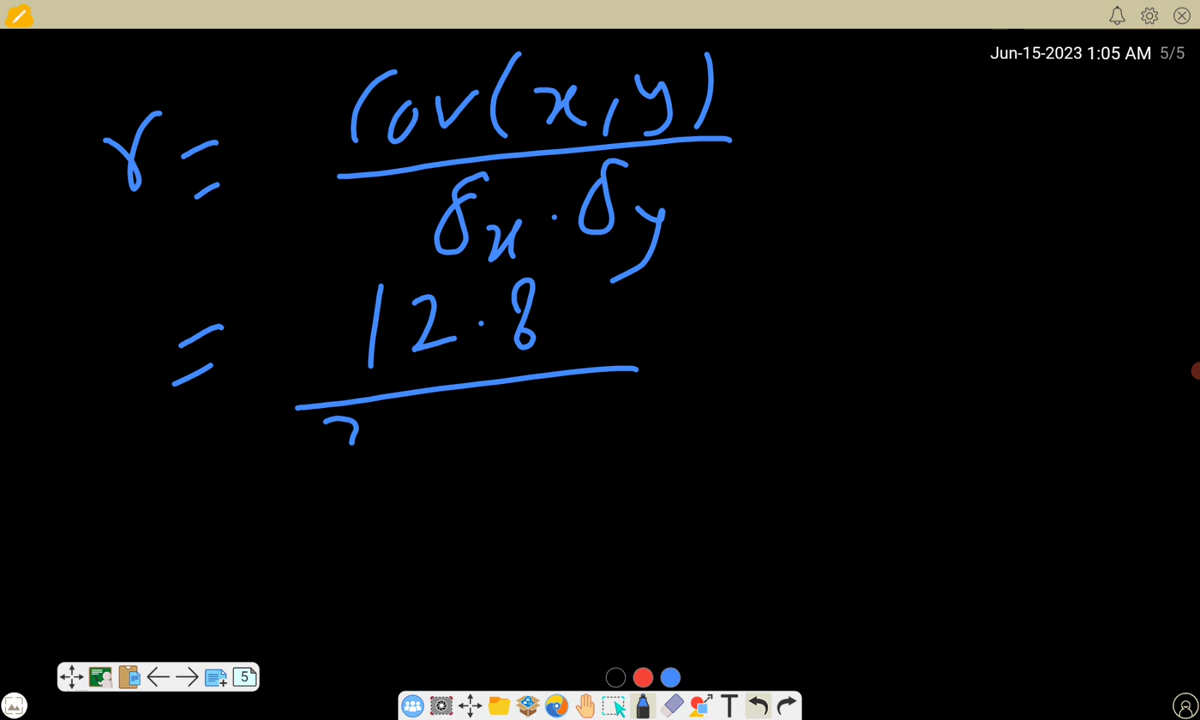 Jun-15-2023 1:05 AM 5/5
r = Cov(x,y)
δx · δy
= 12.8
5
T